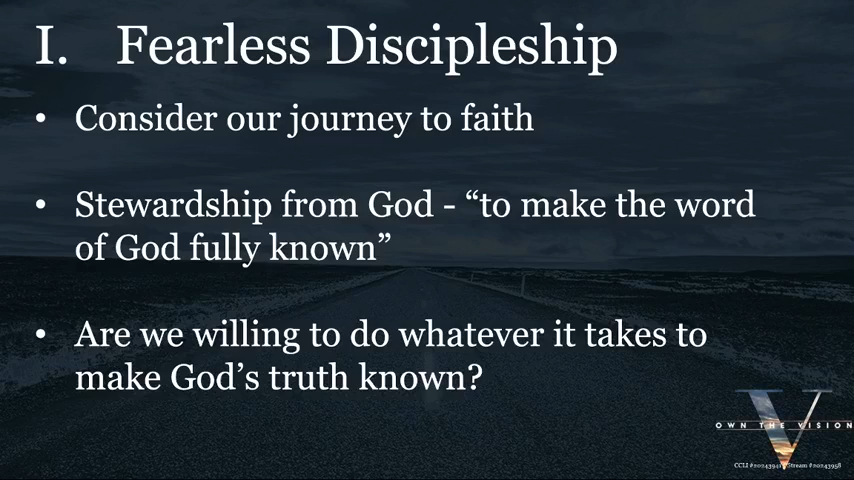 I. Fearless Discipleship
• Consider our journey to faith
• Stewardship from God - “to make the word
of God fully known”
• Are we willing to do whatever it takes to
make God’s truth known?
OWN THE VISION